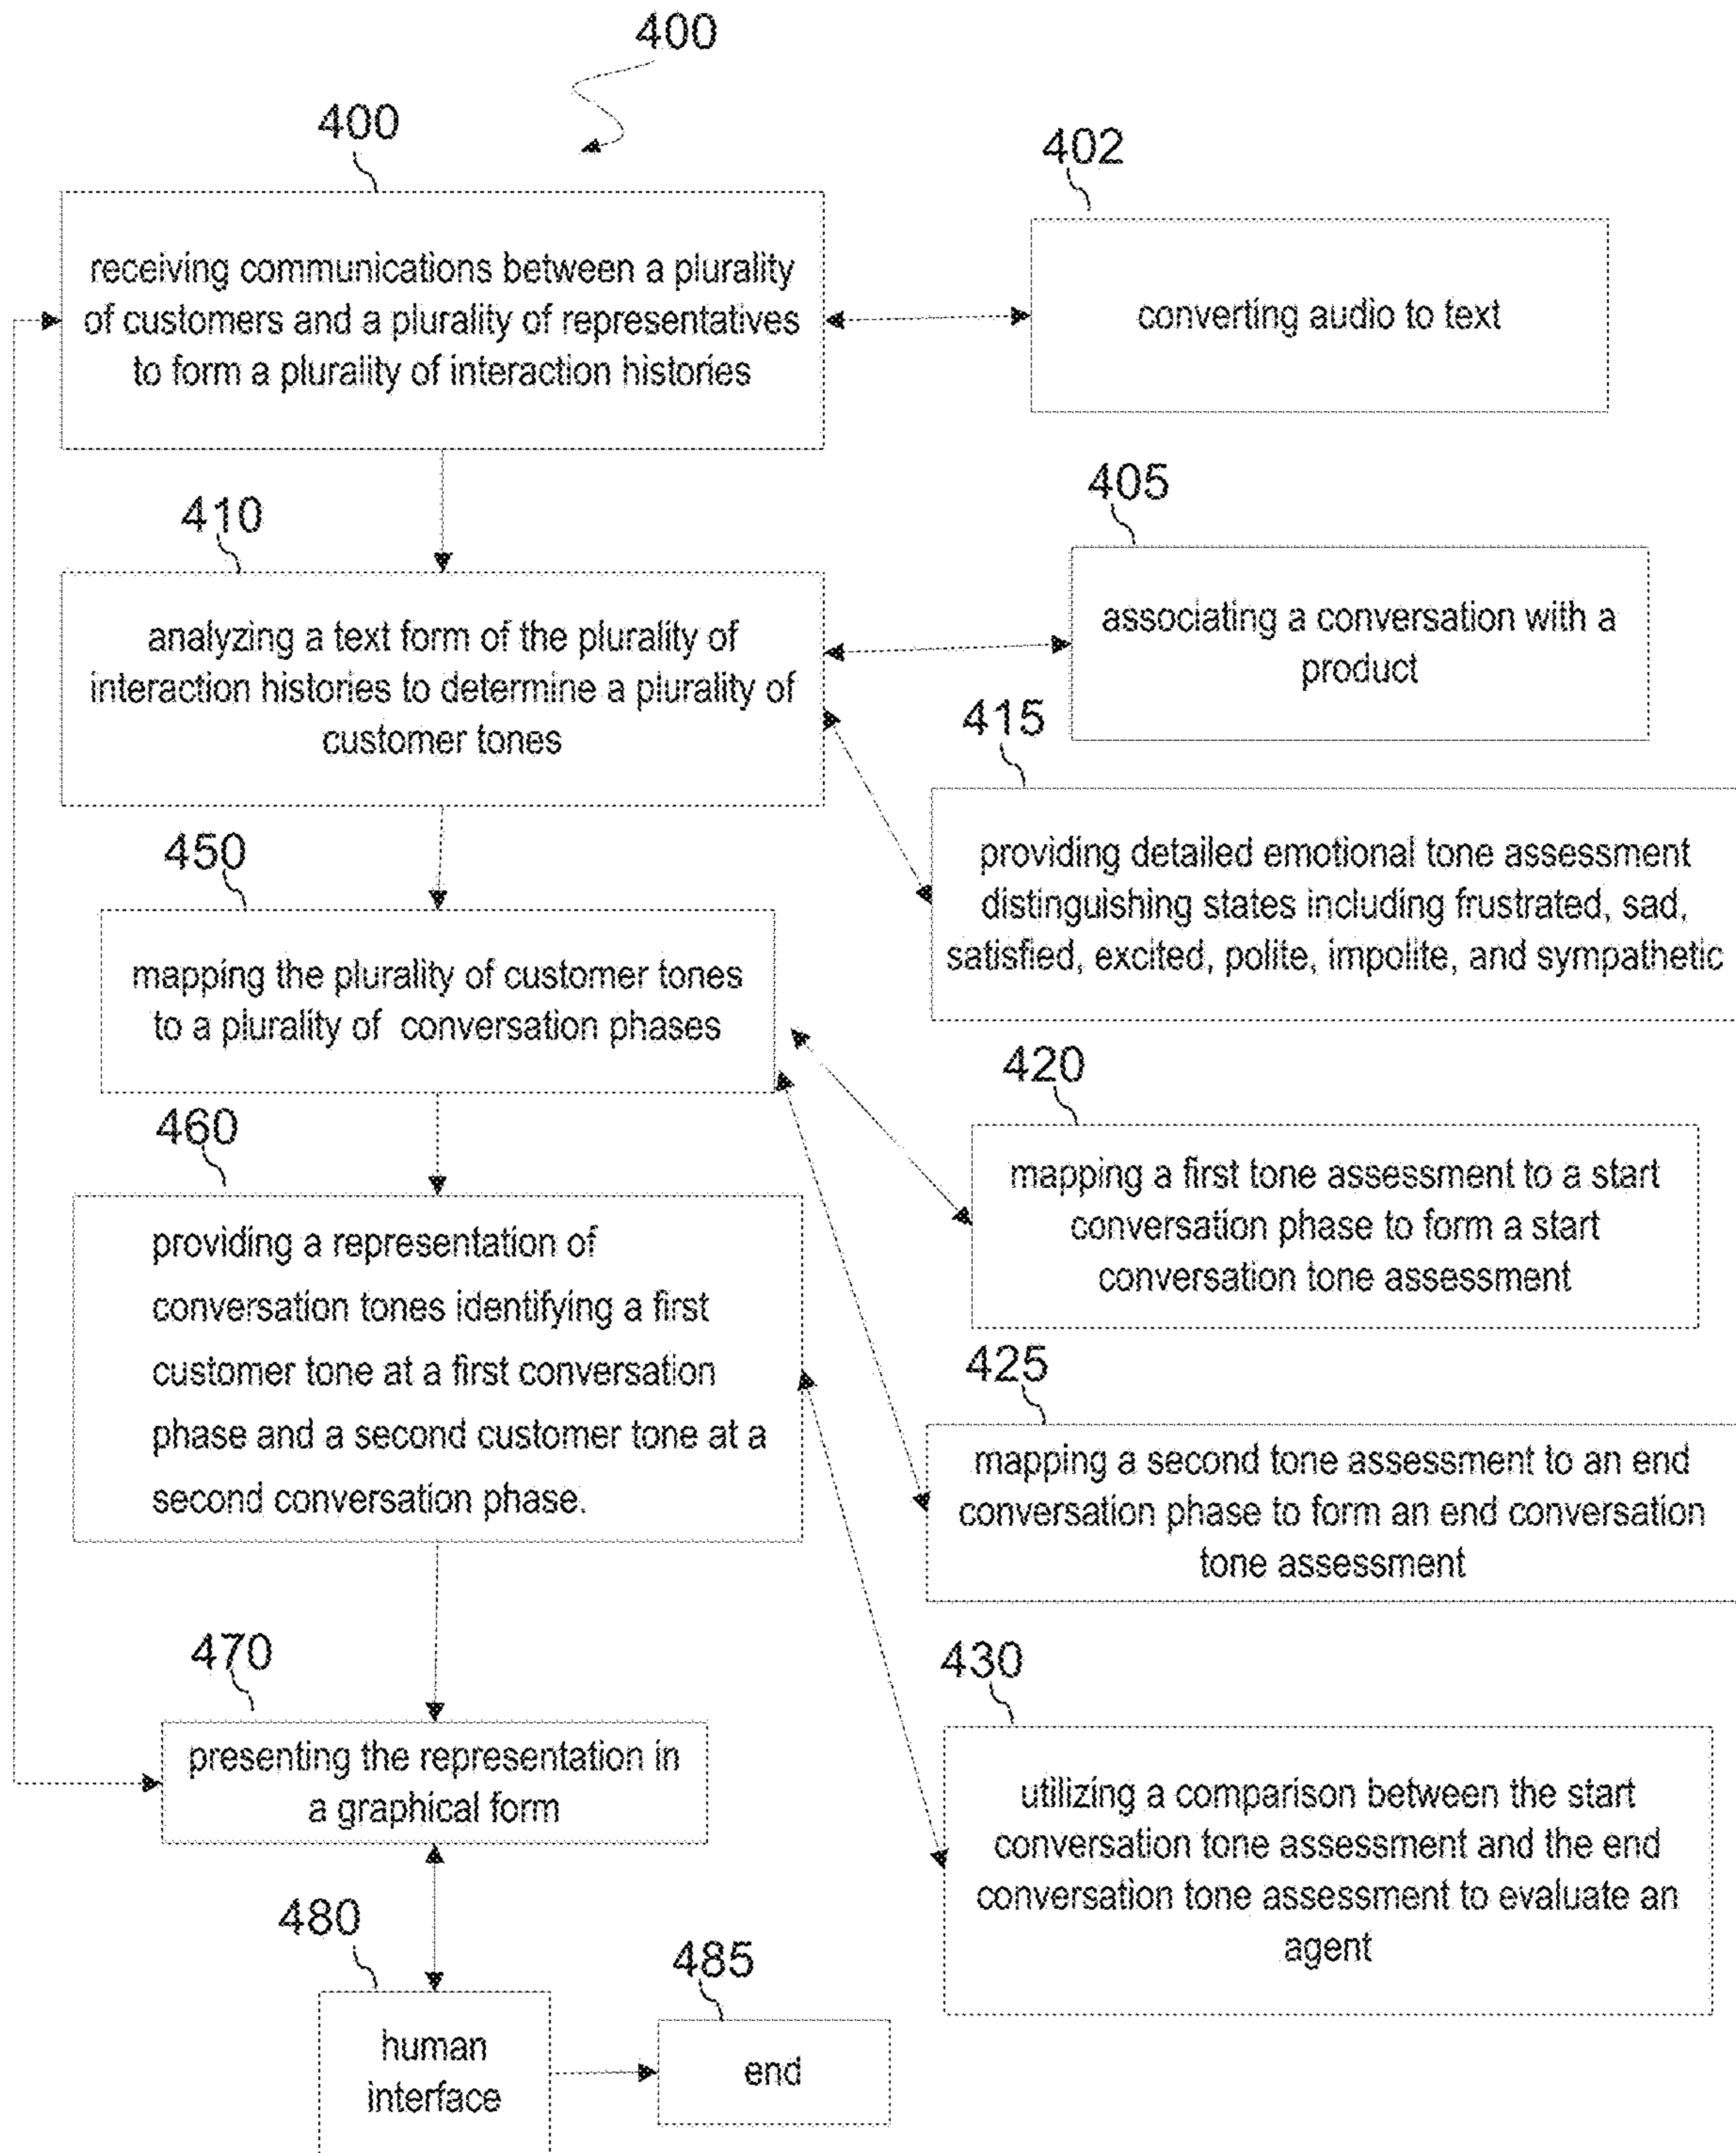 400
400
receiving communications between a plurality
of customers and a plurality of representatives
to form a plurality of interaction histories
402
converting audio to text
410
analyzing a text form of the plurality of
interaction histories to determine a plurality of
customer tones
405
associating a conversation with a
product
415
providing detailed emotional tone assessment
distinguishing states including frustrated, sad,
satisfied, excited, polite, impolite, and sympathetic
450
mapping the plurality of customer tones
to a plurality of conversation phases
420
mapping a first tone assessment to a start
conversation phase to form a start
conversation tone assessment
460
providing a representation of
conversation tones identifying a first
customer tone at a first conversation
phase and a second customer tone at a
second conversation phase.
425
mapping a second tone assessment to an end
conversation phase to form an end conversation
tone assessment
470
presenting the representation in
a graphical form
430
utilizing a comparison between the start
conversation tone assessment and the end
conversation tone assessment to evaluate an
agent
480
human
interface
485
end